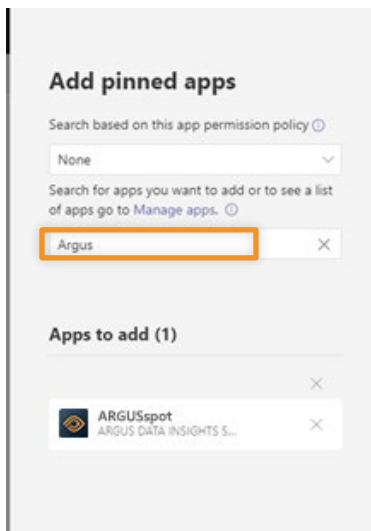 Add pinned apps
Search based on this app permission policy
None
Search for apps you want to add or to see a list
of apps go to Manage apps.
Argus
Apps to add (1)
ARGUSspot
ARGUS DATA INSIGHTS S...